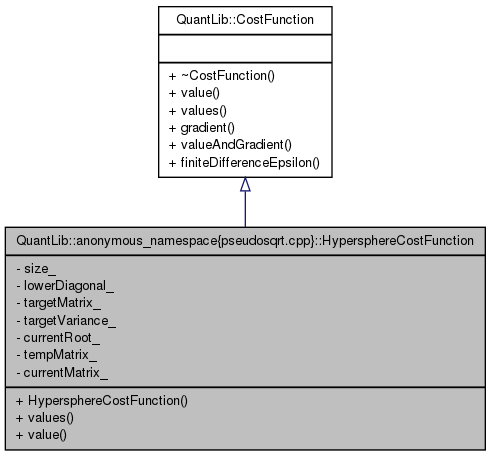 QuantLib::CostFunction
+ ~CostFunction()
+ value()
+ values()
+ gradient()
+ valueAndGradient()
+ finiteDifferenceEpsilon()
QuantLib::anonymous_namespace{pseudosqrt.cpp}::HypersphereCostFunction
- size_
- lowerDiagonal_
- targetMatrix_
- targetVariance_
- currentRoot_
- tempMatrix_
- currentMatrix_
+ HypersphereCostFunction()
+ values()
+ value()